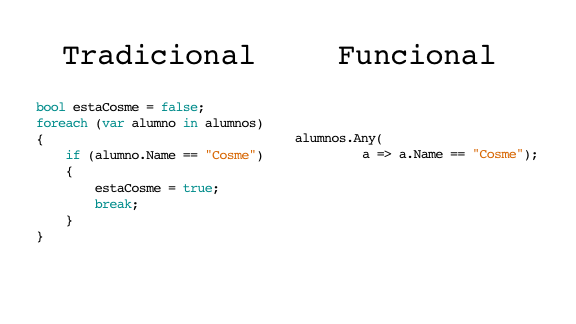 Tradicional
bool estaCosme = false;
foreach (var alumno in alumnos)
{
    if (alumno.Name == "Cosme")
    {
        estaCosme = true;
        break;
    }
}
Funcional
alumnos.Any(
         a => a.Name == "Cosme");